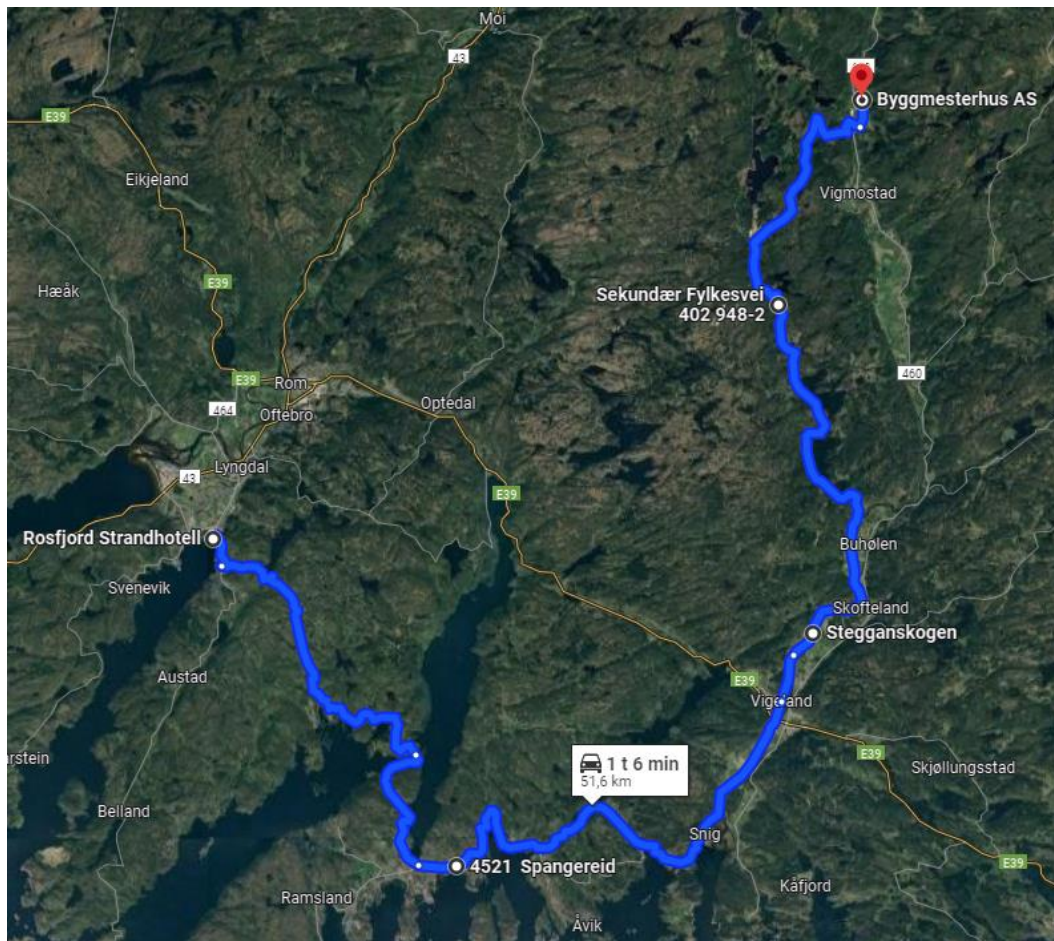 Moi
43
E39
Byggmesterhus AS
Eikjeland
Vigmostad
E39
Hæåk
Sekundær Fylkesvei
402 948-2
E39
Rom
460
464
Oftebro
Optedal
Lyngdal
43
E39
Rosfjord Strandhotell
Buhølen
Svenevik
Skofteland
Stegganskogen
Austad
E39
Vigeland
E39
1 t 6 min
51,6 km
Skjøllungsstad
rstein
Belland
Snig
E39
4521 Spangereid
Kåfjord
Ramsland
Åvik